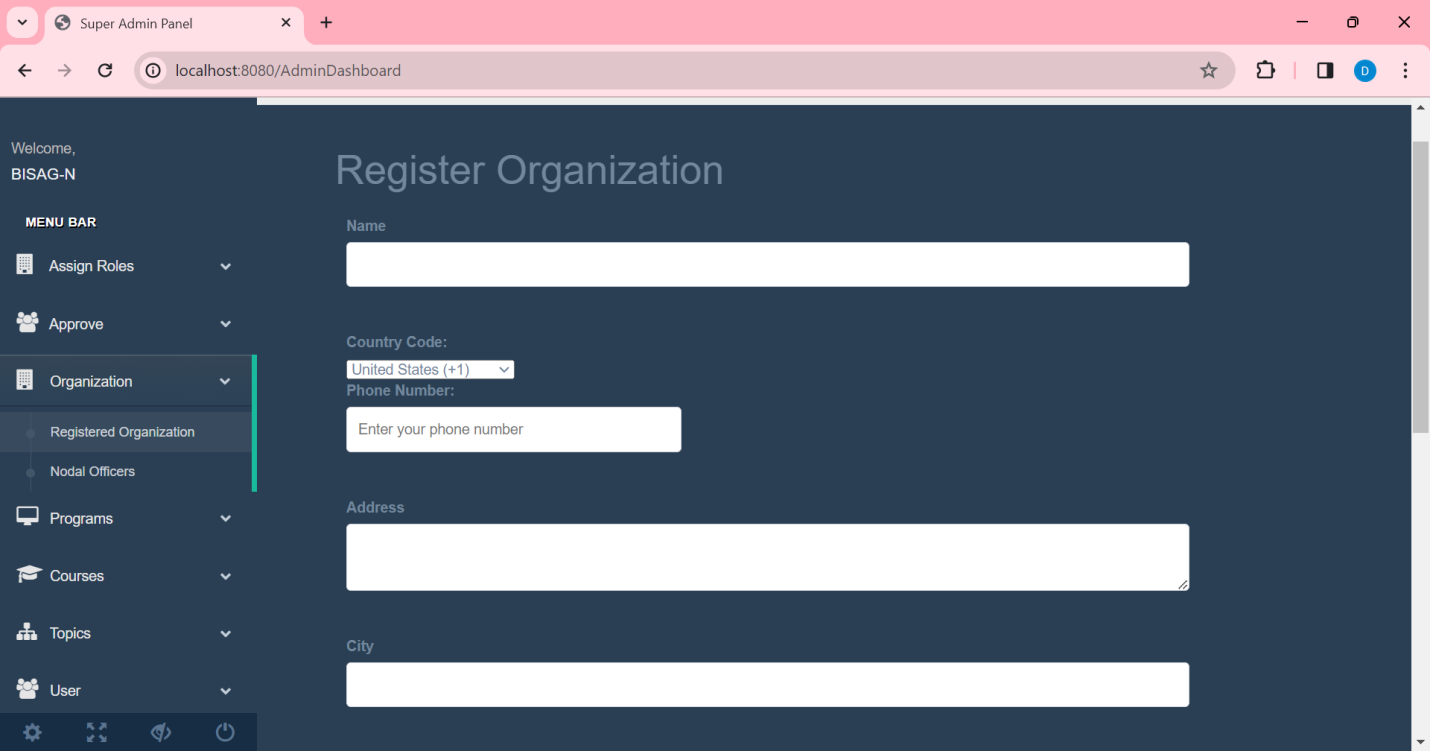 Super Admin Panel
localhost:8080/AdminDashboard
D
Welcome,
BISAG-N
MENU BAR
Assign Roles
Approve
Organization
Registered Organization
Nodal Officers
Programs
Courses
Topics
User
Register Organization
Name
Country Code:
United States (+1)
Phone Number:
Enter your phone number
Address
City